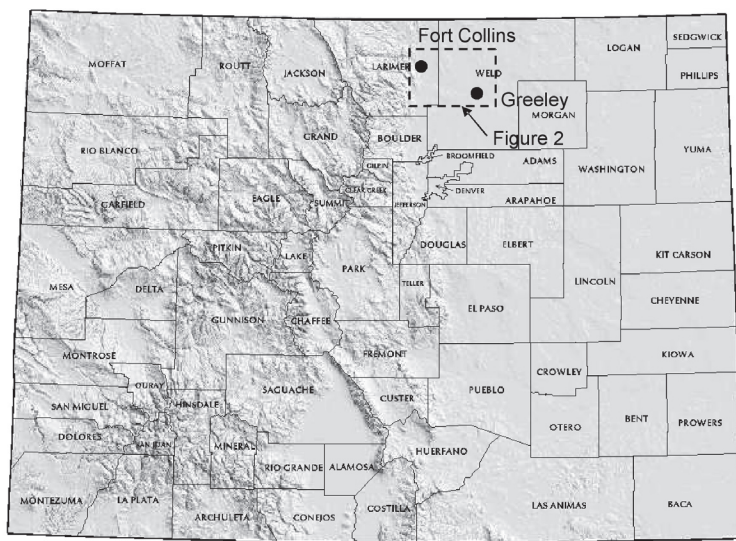 Fort Collins
SEDGWICK
LOGAN
MOFFAT
ROUTT
JACKSON
LARIMER
WELD
PHILLIPS
Greeley
MORGAN
Figure 2
GRAND
BOULDER
RIO BLANCO
BROOMFIELD
YUMA
GILPIN
ADAMS
WASHINGTON
CLEAR CREEK
DENVER
GARFIELD
EAGLE
SUMMIT
JEFFERSON
ARAPAHOE
PITKIN
LAKE
PARK
DOUGLAS
ELBERT
KIT CARSON
MESA
DELTA
TELLER
LINCOLN
EL PASO
CHEYENNE
GUNNISON
CHAFFEE
MONTROSE
FREMONT
KIOWA
CROWLEY
OURAY
SAGUACHE
CUSTER
PUEBLO
SAN MIGUEL
HINSDALE
BENT
PROWERS
OTERO
DOLORES
SAN JUAN
MINERAL
HUERFANO
RIO GRANDE
ALAMOSA
MONTEZUMA
LA PLATA
LAS ANIMAS
BACA
ARCHULETA
CONEJOS
COSTILLA